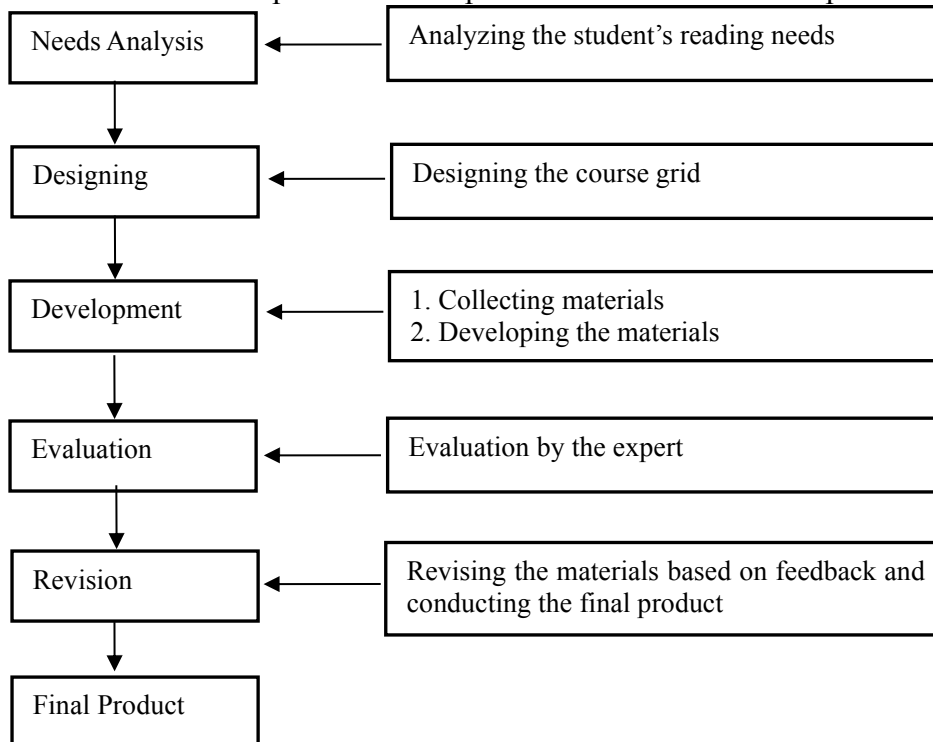 Needs Analysis
Analyzing the student’s reading needs
Designing
Designing the course grid
Development
1. Collecting materials
2. Developing the materials
Evaluation
Evaluation by the expert
Revision
Revising the materials based on feedback and
conducting the final product
Final Product